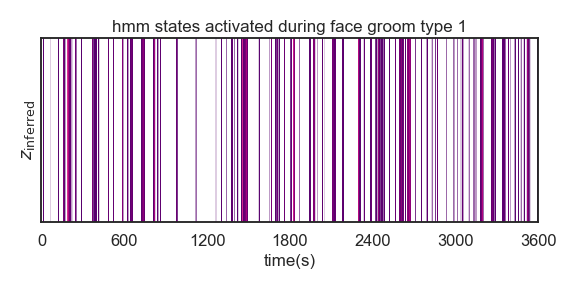 hmm states activated during face groom type 1
z_inferred
0 600 1200 1800 2400 3000 3600
time(s)